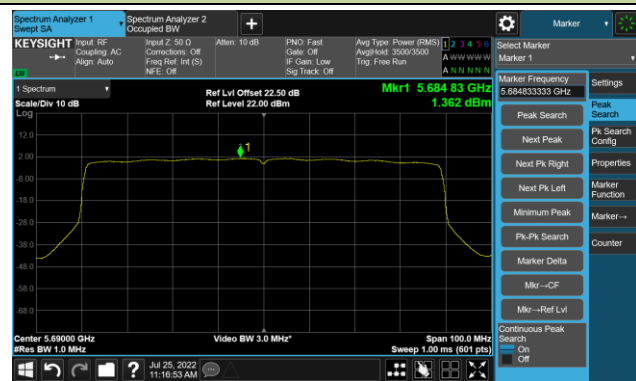 Spectrum Analyzer 1
Swept SA
Spectrum Analyzer 2
Occupied BW
+
Marker
KEYSIGHT
Input: RF
Coupling: AC
Align: Auto
Input Z: 50 Ω
Corrections: Off
Freq Ref: Int (S)
NFE: Off
Atten: 10 dB
PNO: Fast
Gate: Off
IF Gain: Low
Sig Track: Off
Avg Type: Power (RMS)
Avg|Hold: 3500/3500
Trig: Free Run
1 2 3 4 5 6
A W W W W W
A N N N N N
Select Marker
Marker 1
LW
1 Spectrum
Scale/Div 10 dB
Log
Ref Lvl Offset 22.50 dB
Ref Level 22.00 dBm
Mkr1 5.684 83 GHz
1.362 dBm
12.0
2.00
-8.00
-18.0
-28.0
-38.0
-48.0
-58.0
-68.0
1
Center 5.69000 GHz
#Res BW 1.0 MHz
Video BW 3.0 MHz*
Span 100.0 MHz
Sweep 1.00 ms (601 pts)
Marker Frequency
5.684833333 GHz
Peak Search
Next Peak
Next Pk Right
Next Pk Left
Minimum Peak
Pk-Pk Search
Marker Delta
Mkr→CF
Mkr→Ref Lvl
Continuous Peak
Search
On
Off
Settings
Peak
Search
Pk Search
Config
Properties
Marker
Function
Marker→
Counter
?
Jul 25, 2022
11:16:53 AM